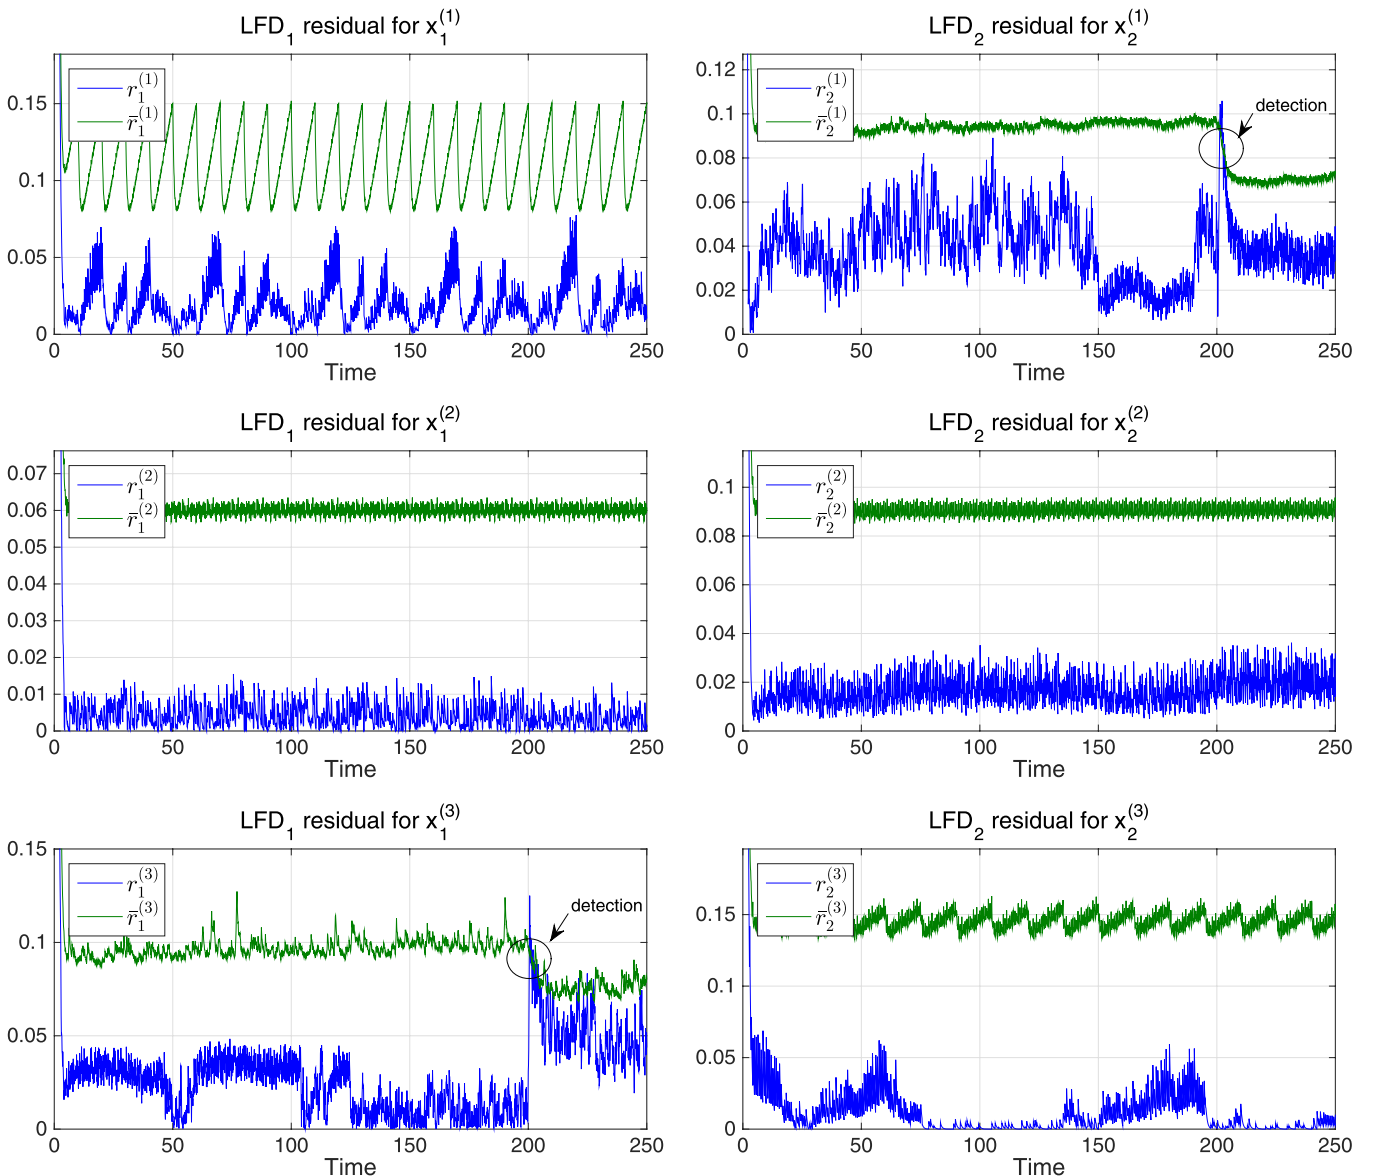 LFD₁ residual for x₁⁽¹⁾
r₁⁽¹⁾
r̄₁⁽¹⁾
0.15
0.1
0.05
0
0 50 100 150 200 250
Time
LFD₂ residual for x₂⁽¹⁾
r₂⁽¹⁾
r̄₂⁽¹⁾
detection
0.12
0.1
0.08
0.06
0.04
0.02
0
0 50 100 150 200 250
Time
LFD₁ residual for x₁⁽²⁾
r₁⁽²⁾
r̄₁⁽²⁾
0.07
0.06
0.05
0.04
0.03
0.02
0.01
0
0 50 100 150 200 250
Time
LFD₂ residual for x₂⁽²⁾
r₂⁽²⁾
r̄₂⁽²⁾
0.1
0.08
0.06
0.04
0.02
0
0 50 100 150 200 250
Time
LFD₁ residual for x₁⁽³⁾
r₁⁽³⁾
r̄₁⁽³⁾
detection
0.15
0.1
0.05
0
0 50 100 150 200 250
Time
LFD₂ residual for x₂⁽³⁾
r₂⁽³⁾
r̄₂⁽³⁾
0.15
0.1
0.05
0
0 50 100 150 200 250
Time